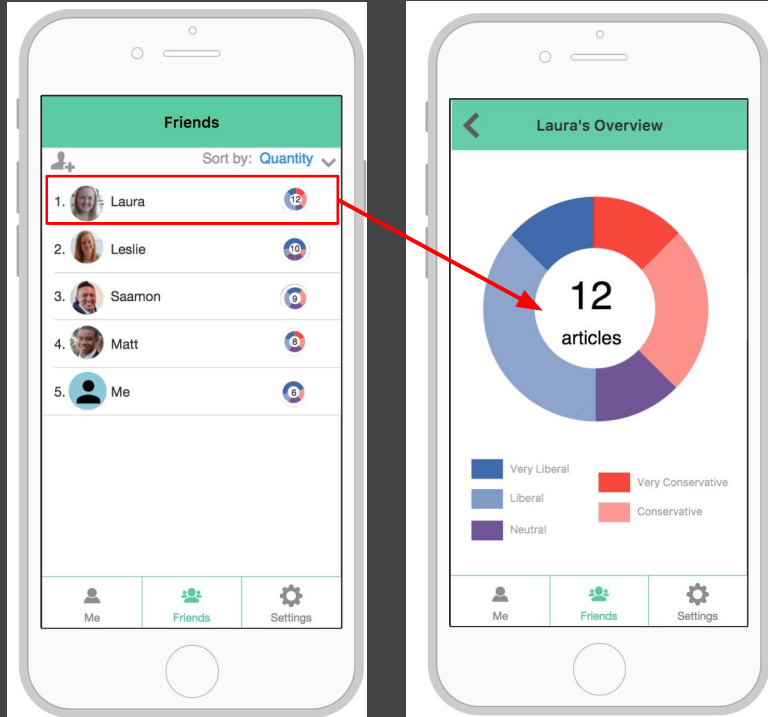 Friends
Sort by: Quantity
1. Laura 12
2. Leslie 10
3. Saamon 9
4. Matt 8
5. Me 6
Me Friends Settings
Laura's Overview
12
articles
Very Liberal
Liberal
Neutral
Very Conservative
Conservative
Me Friends Settings